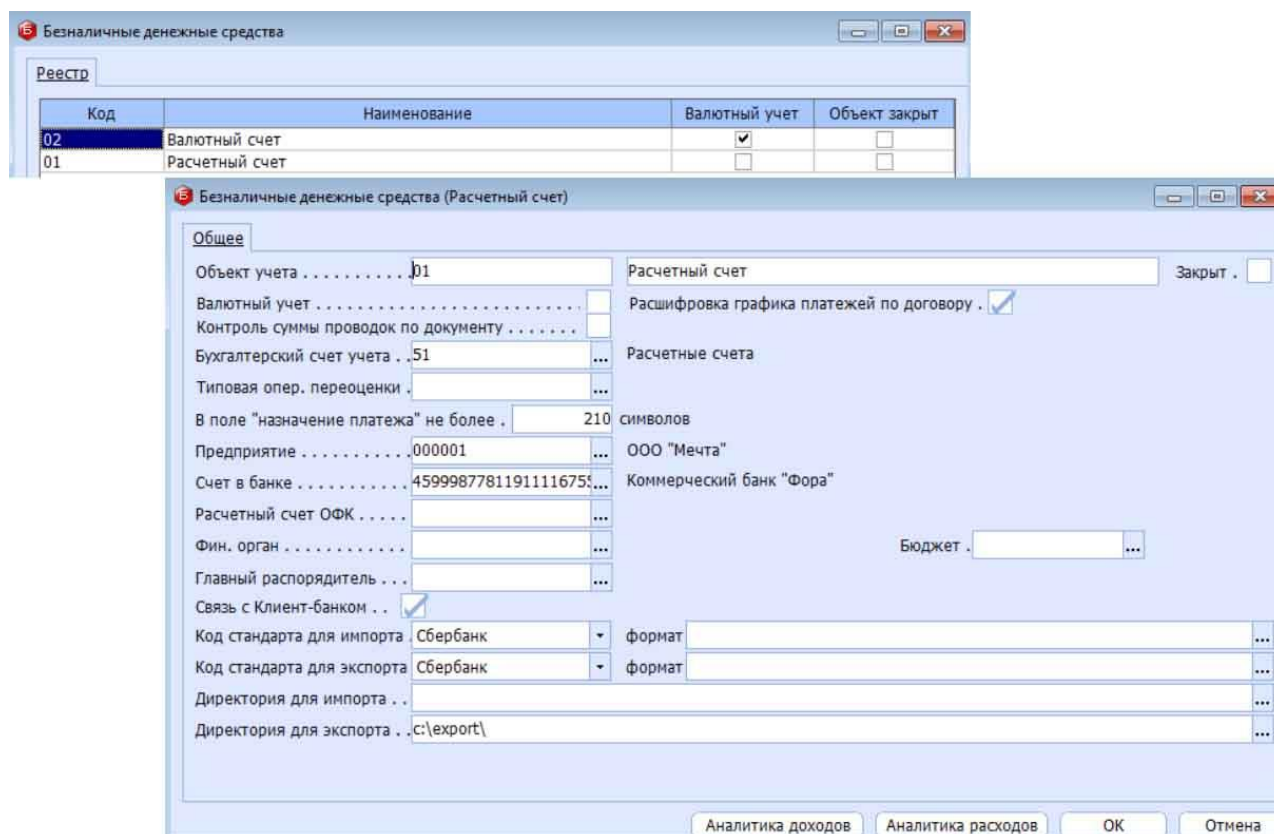 Безналичные денежные средства
Реестр
Код Наименование Валютный учет Объект закрыт
02 Валютный счет
01 Расчетный счет
Безналичные денежные средства (Расчетный счет)
Общее
Объект учета . . . . . . . . . . . 01 Расчетный счет Закрыт .
Валютный учет . . . . . . . . . . . . . . . . . . . . . . . . . . Расшифровка графика платежей по договору .
Контроль суммы проводок по документу . . . . . . .
Бухгалтерский счет учета . . 51 ... Расчетные счета
Типовая опер. переоценки . ...
В поле "назначение платежа" не более . 210 символов
Предприятие . . . . . . . . . . . 000001 ... ООО "Мечта"
Счет в банке . . . . . . . . . . . ... Коммерческий банк "Фора"
Расчетный счет ОФК . . . . . ...
Фин. орган . . . . . . . . . . . . ... Бюджет . ...
Главный распорядитель . . . ...
Связь с Клиент-банком . .
Код стандарта для импорта . Сбербанк формат ...
Код стандарта для экспорта Сбербанк формат ...
Директория для импорта . . ...
Директория для экспорта . . c:\export\ ...
Аналитика доходов Аналитика расходов OK Отмена